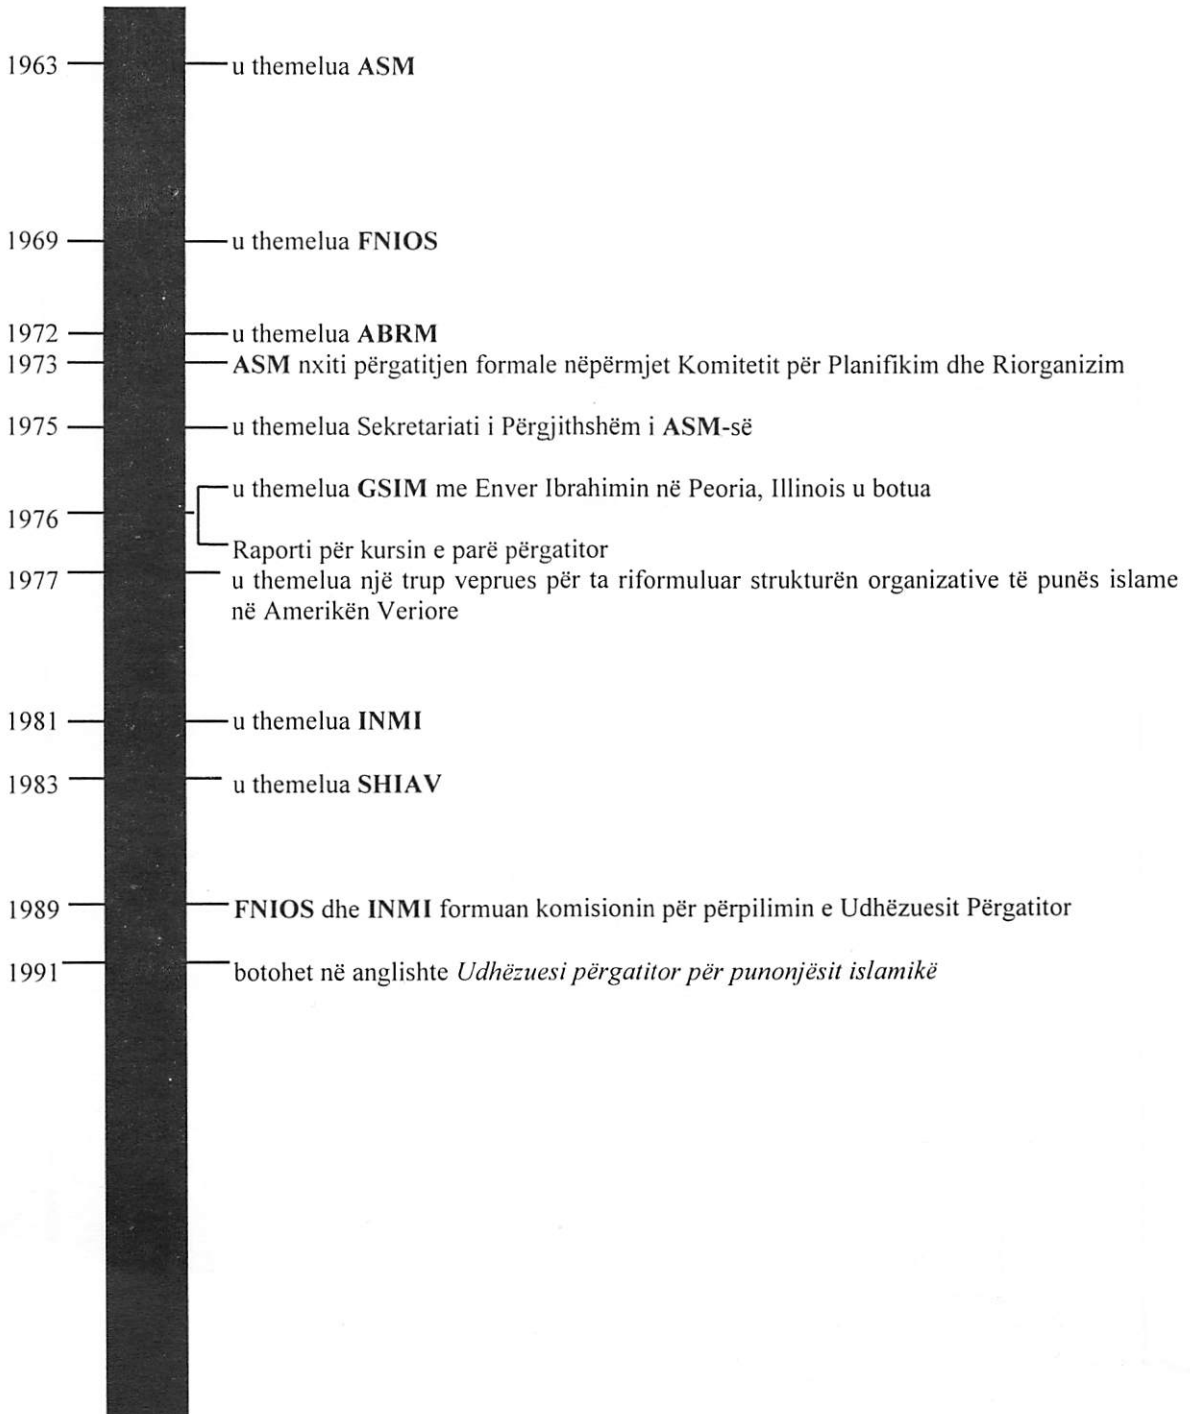 1963 u themelua ASM
1969 u themelua FNIOS
1972 u themelua ABRM
1973 ASM nxiti përgatitjen formale nëpërmjet Komitetit për Planifikim dhe Riorganizim
1975 u themelua Sekretariati i Përgjithshëm i ASM-së
u themelua GSIM me Enver Ibrahimin në Peoria, Illinois u botua
1976
Raporti për kursin e parë përgatitor
1977 u themelua një trup veprues për ta riformuluar strukturën organizative të punës islame
në Amerikën Veriore
1981 u themelua INMI
1983 u themelua SHIAV
1989 FNIOS dhe INMI formuan komisionin për përpilimin e Udhëzuesit Përgatitor
1991 botohet në anglishte Udhëzuesi përgatitor për punonjësit islamikë